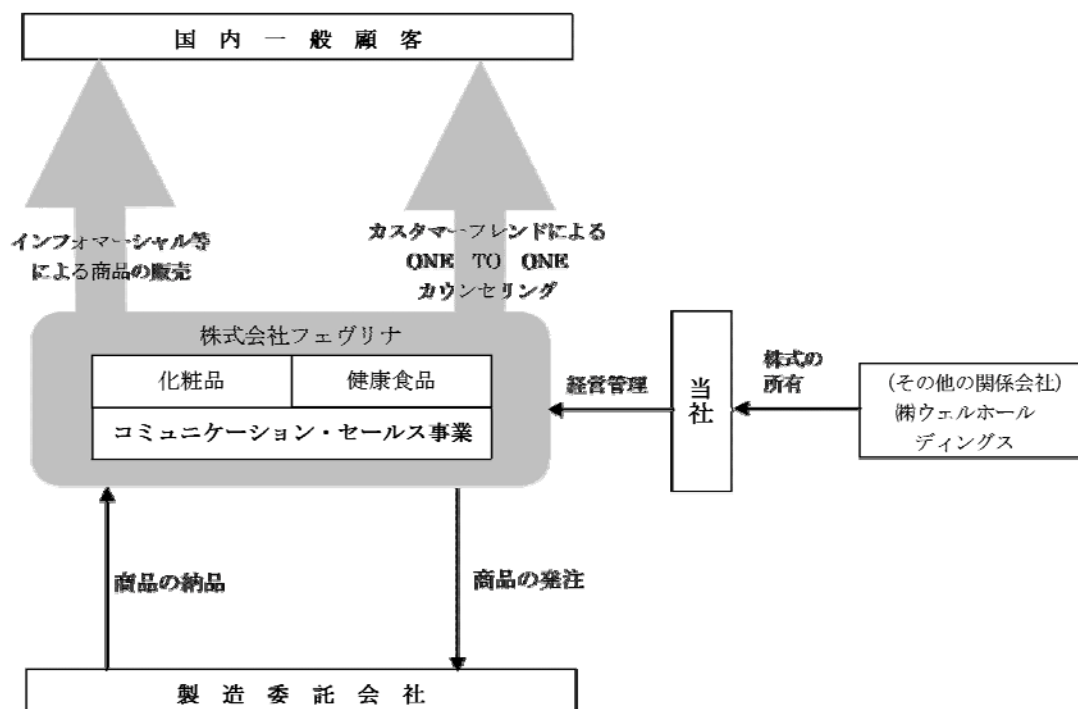 国内一般顧客
インフォマーシャル等
による商品の販売
カスタマーフレンドによる
ONE TO ONE
カウンセリング
株式会社フェヴリナ
化粧品
健康食品
コミュニケーション・セールス事業
経営管理
当社
株式の
所有
(その他の関係会社)
㈱ウェルホール
ディングス
商品の納品
商品の発注
製造委託会社